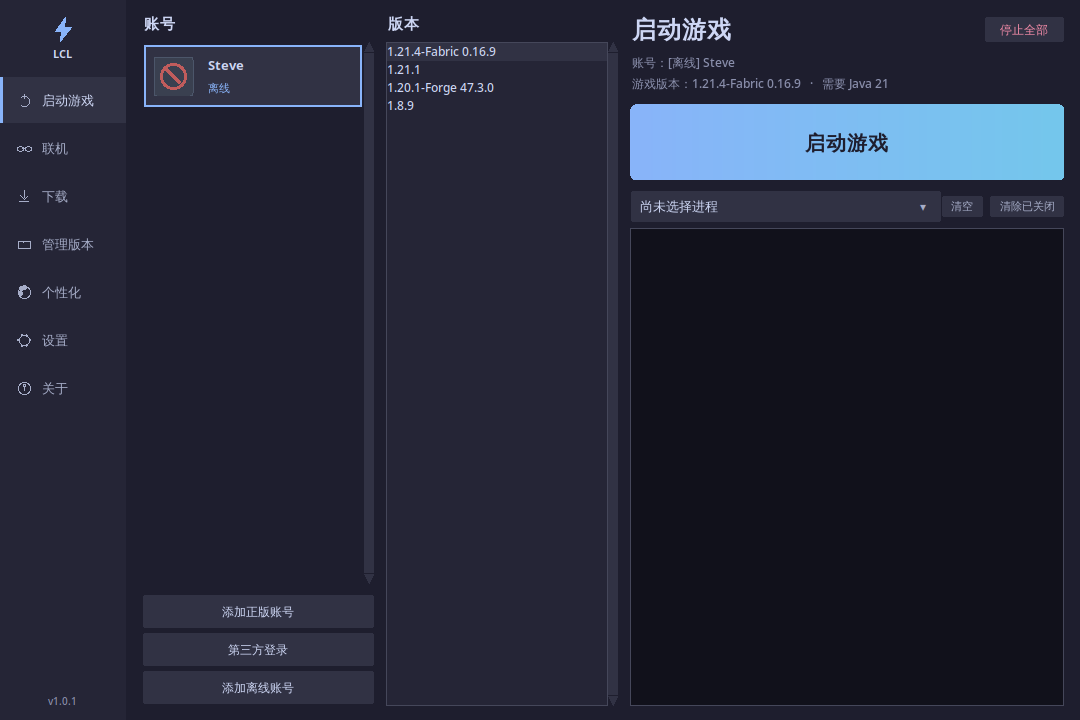 LCL
启动游戏
联机
下载
管理版本
个性化
设置
关于
v1.0.1
账号
Steve
离线
添加正版账号
第三方登录
添加离线账号
版本
1.21.4-Fabric 0.16.9
1.21.1
1.20.1-Forge 47.3.0
1.8.9
启动游戏
停止全部
账号：[离线] Steve
游戏版本：1.21.4-Fabric 0.16.9 · 需要 Java 21
启动游戏
尚未选择进程
清空
清除已关闭